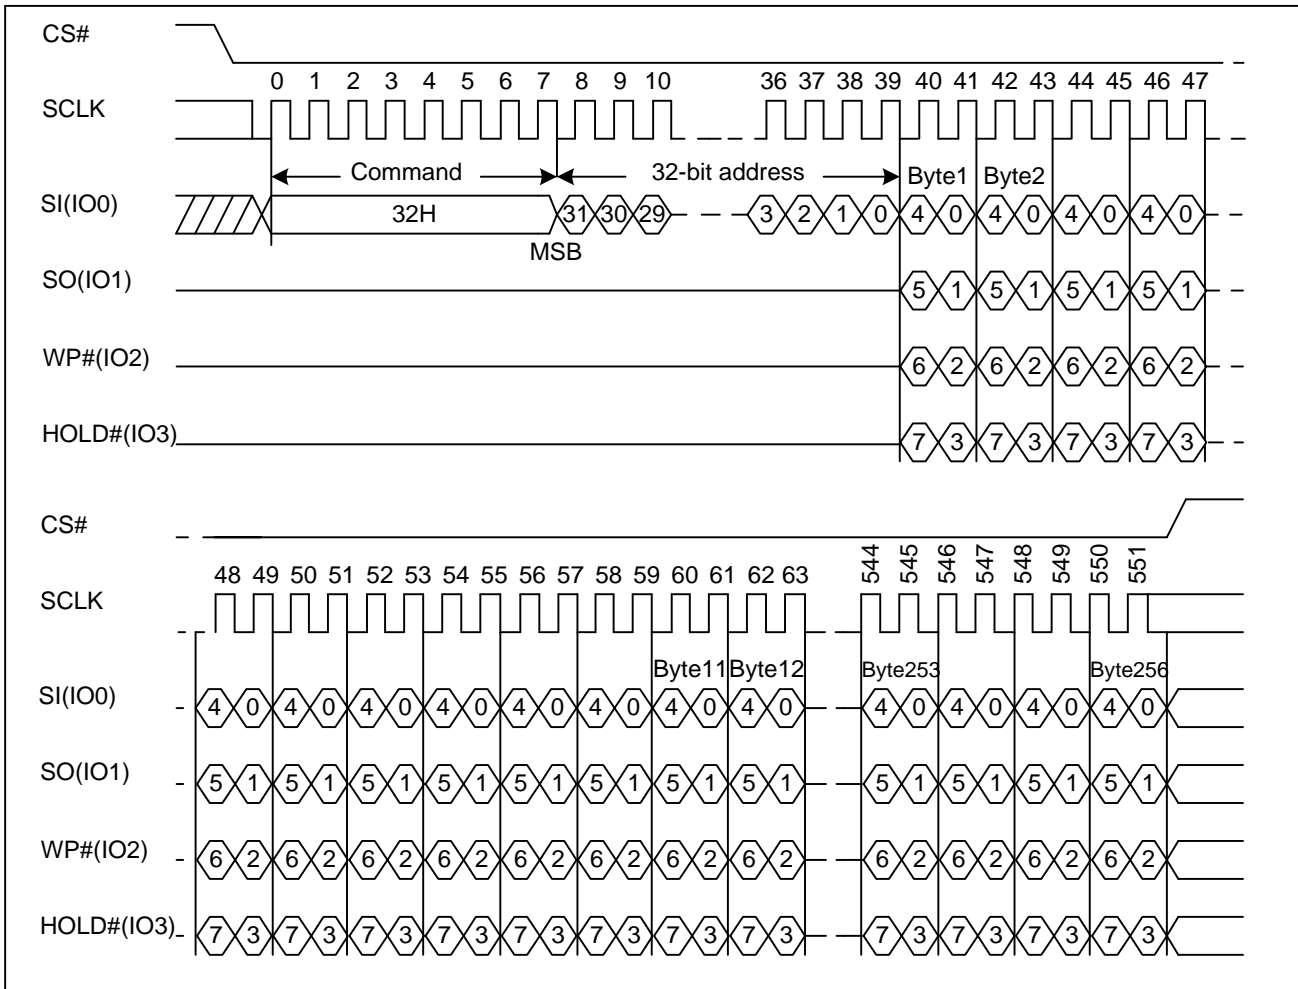 CS#
0 1 2 3 4 5 6 7 8 9 10 36 37 38 39 40 41 42 43 44 45 46 47
SCLK
Command 32-bit address Byte1 Byte2
SI(IO0) 32H 31 30 29 3 2 1 0 4 0 4 0 4 0 4 0
MSB
SO(IO1) 5 1 5 1 5 1 5 1
WP#(IO2) 6 2 6 2 6 2 6 2
HOLD#(IO3) 7 3 7 3 7 3 7 3
CS#
48 49 50 51 52 53 54 55 56 57 58 59 60 61 62 63 544 545 546 547 548 549 550 551
SCLK
Byte11 Byte12 Byte253 Byte256
SI(IO0) 4 0 4 0 4 0 4 0 4 0 4 0 4 0 4 0 4 0 4 0 4 0 4 0
SO(IO1) 5 1 5 1 5 1 5 1 5 1 5 1 5 1 5 1 5 1 5 1 5 1 5 1
WP#(IO2) 6 2 6 2 6 2 6 2 6 2 6 2 6 2 6 2 6 2 6 2 6 2 6 2
HOLD#(IO3) 7 3 7 3 7 3 7 3 7 3 7 3 7 3 7 3 7 3 7 3 7 3 7 3